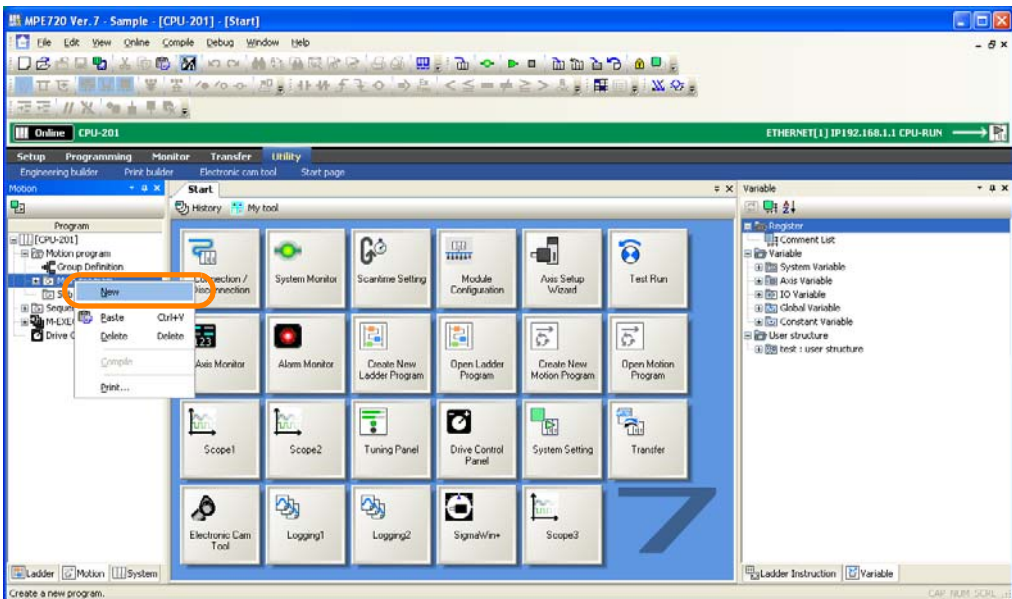 MPE720 Ver.7 - Sample - [CPU-201] - [Start]
File Edit View Online Compile Debug Window Help
Online CPU-201
ETHERNET[1] IP192.168.1.1 CPU-RUN
Setup Programming Monitor Transfer Utility
Engineering builder Print builder Electronic cam tool Start page
Motion
Start
Variable
History My tool
Program
[CPU-201]
Motion program
Group Definition
New
Paste Ctrl+V
Delete Delete
Compile
Print...
Connection /
System Monitor
Scantime Setting
Module
Configuration
Axis Setup
Wizard
Test Run
Axis Monitor
Alarm Monitor
Create New
Ladder Program
Open Ladder
Program
Create New
Motion Program
Open Motion
Program
Scope1
Scope2
Tuning Panel
Drive Control
Panel
System Setting
Transfer
Electronic Cam
Tool
Logging1
Logging2
SigmaWin+
Scope3
7
Register
Comment List
Variable
System Variable
Axis Variable
IO Variable
Global Variable
Constant Variable
User structure
test : user structure
Ladder Motion System
Ladder Instruction Variable
Create a new program.
CAP NUM SCRL